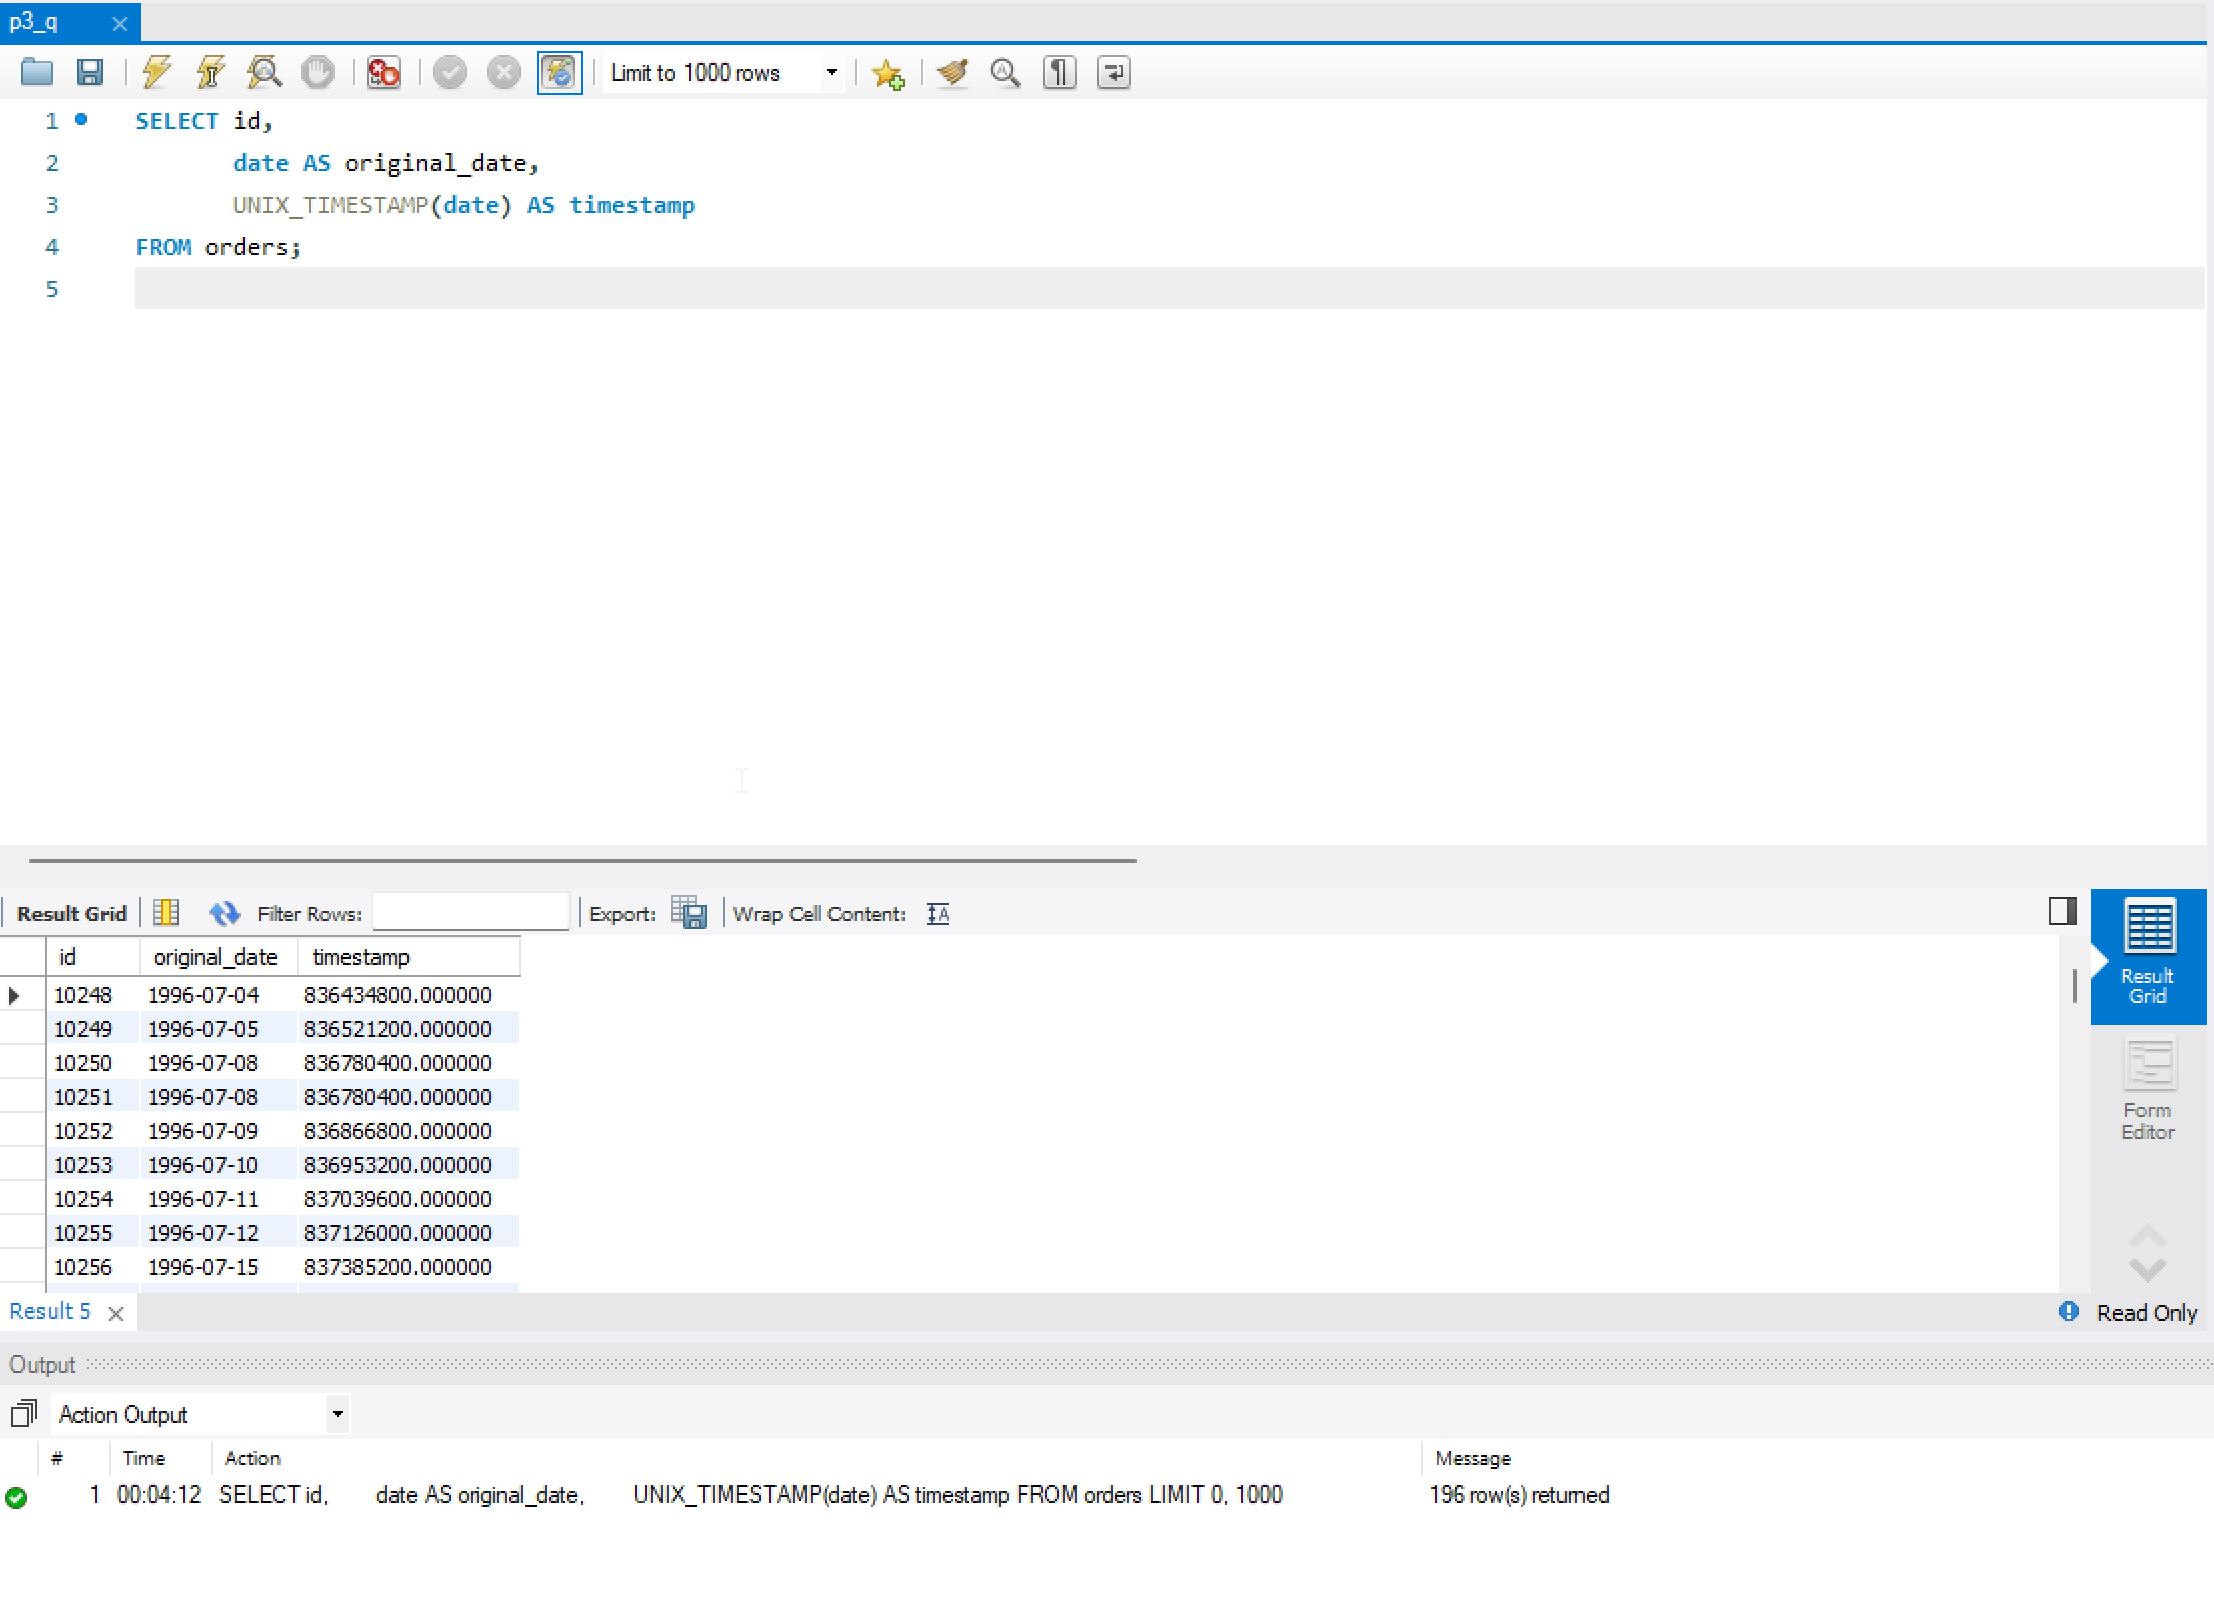 p3_q
Limit to 1000 rows
1 SELECT id,
2 date AS original_date,
3 UNIX_TIMESTAMP(date) AS timestamp
4 FROM orders;
5
Result Grid Filter Rows: Export: Wrap Cell Content:
id original_date timestamp
10248 1996-07-04 836434800.000000
10249 1996-07-05 836521200.000000
10250 1996-07-08 836780400.000000
10251 1996-07-08 836780400.000000
10252 1996-07-09 836866800.000000
10253 1996-07-10 836953200.000000
10254 1996-07-11 837039600.000000
10255 1996-07-12 837126000.000000
10256 1996-07-15 837385200.000000
Result
Grid
Form
Editor
Result 5 Read Only
Output
Action Output
# Time Action Message
1 00:04:12 SELECT id, date AS original_date, UNIX_TIMESTAMP(date) AS timestamp FROM orders LIMIT 0, 1000 196 row(s) returned